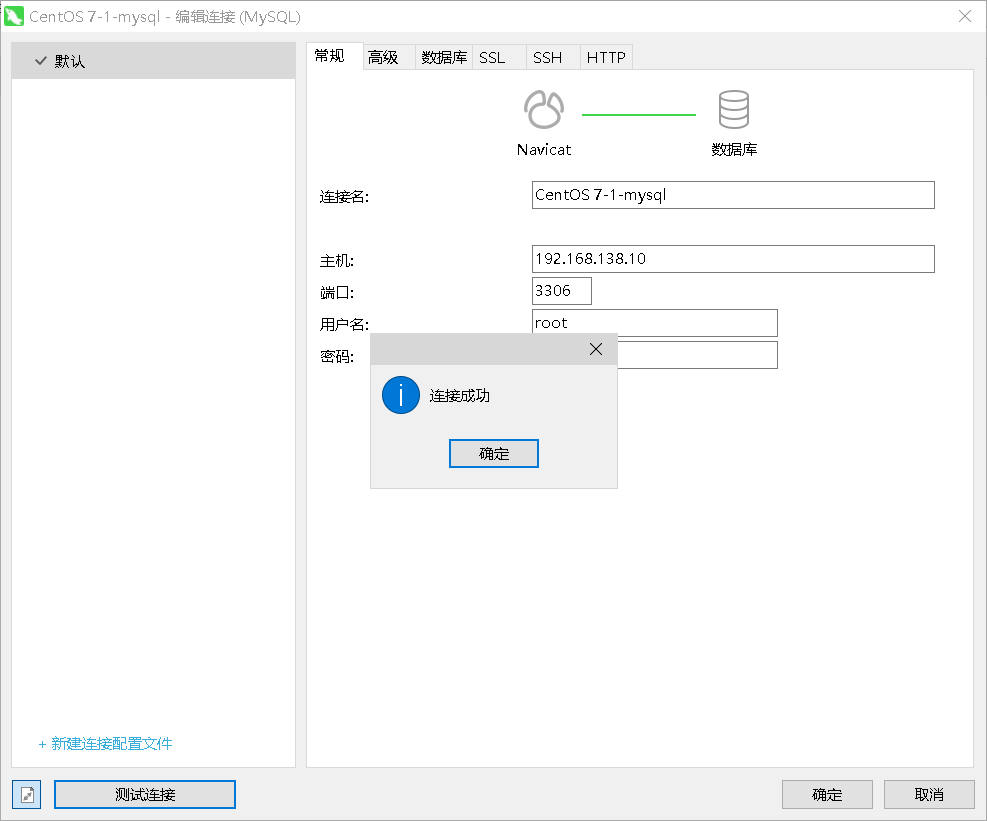 CentOS 7-1-mysql - 编辑连接 (MySQL)
默认
常规 高级 数据库 SSL SSH HTTP
Navicat 数据库
连接名: CentOS 7-1-mysql
主机: 192.168.138.10
端口: 3306
用户名: root
密码:
连接成功
确定
+ 新建连接配置文件
测试连接 确定 取消